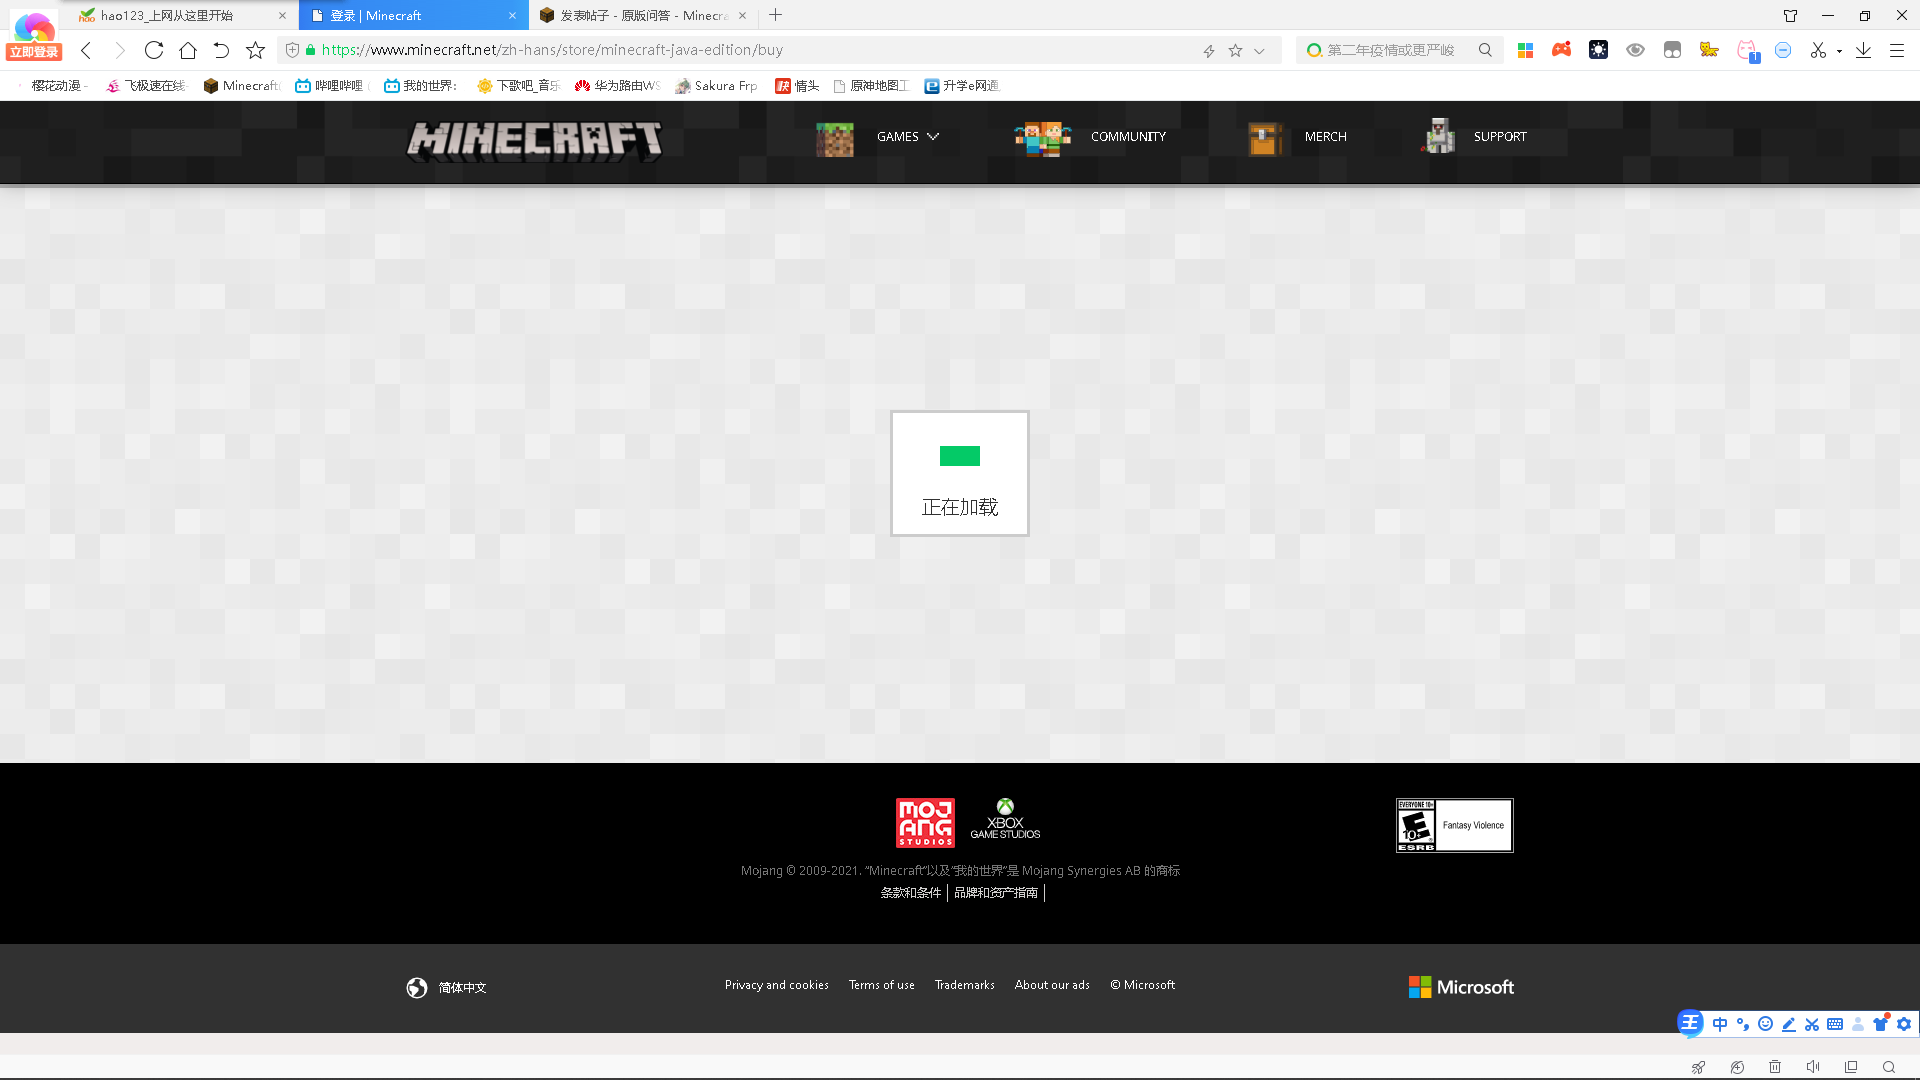 hao123_上网从这里开始
登录 | Minecraft
发表帖子 - 原版问答 - Minecra
立即登录
https://www.minecraft.net/zh-hans/store/minecraft-java-edition/buy
第二年疫情或更严峻
1
樱花动漫 -
飞极速在线
Minecraft(
哔哩哔哩 (
我的世界:
下歌吧_音乐
华为路由WS
Sakura Frp
快 情头
原神地图工
升学e网通
MINECRAFT
GAMES
COMMUNITY
MERCH
SUPPORT
正在加载
MOJANG STUDIOS
XBOX GAME STUDIOS
EVERYONE 10+
E 10+
ESRB
Fantasy Violence
Mojang © 2009-2021. "Minecraft"以及"我的世界"是 Mojang Synergies AB 的商标
条款和条件
品牌和资产指南
简体中文
Privacy and cookies
Terms of use
Trademarks
About our ads
© Microsoft
Microsoft
王 中